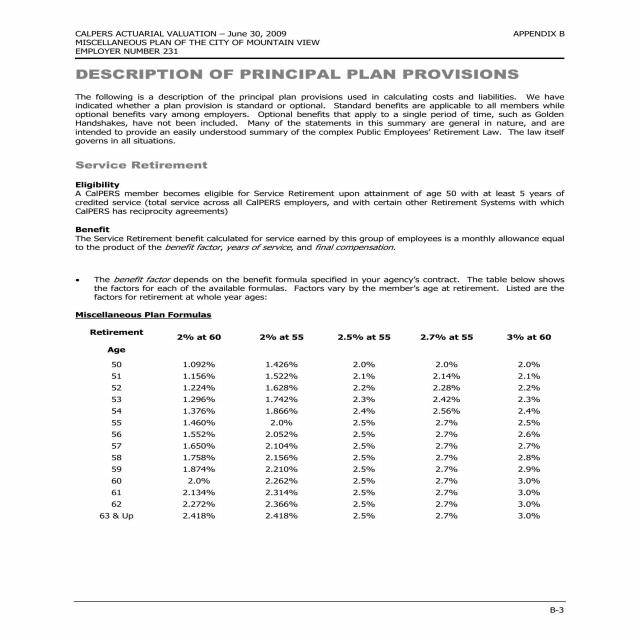 CALPERS ACTUARIAL VALUATION – June 30, 2009 APPENDIX B
MISCELLANEOUS PLAN OF THE CITY OF MOUNTAIN VIEW
EMPLOYER NUMBER 231
DESCRIPTION OF PRINCIPAL PLAN PROVISIONS
The following is a description of the principal plan provisions used in calculating costs and liabilities. We have
indicated whether a plan provision is standard or optional. Standard benefits are applicable to all members while
optional benefits vary among employers. Optional benefits that apply to a single period of time, such as Golden
Handshakes, have not been included. Many of the statements in this summary are general in nature, and are
intended to provide an easily understood summary of the complex Public Employees' Retirement Law. The law itself
governs in all situations.
Service Retirement
Eligibility
A CalPERS member becomes eligible for Service Retirement upon attainment of age 50 with at least 5 years of
credited service (total service across all CalPERS employers, and with certain other Retirement Systems with which
CalPERS has reciprocity agreements)
Benefit
The Service Retirement benefit calculated for service earned by this group of employees is a monthly allowance equal
to the product of the benefit factor, years of service, and final compensation.
• The benefit factor depends on the benefit formula specified in your agency's contract. The table below shows
the factors for each of the available formulas. Factors vary by the member's age at retirement. Listed are the
factors for retirement at whole year ages:
Miscellaneous Plan Formulas
Retirement
Age 2% at 60 2% at 55 2.5% at 55 2.7% at 55 3% at 60
50 1.092% 1.426% 2.0% 2.0% 2.0%
51 1.156% 1.522% 2.1% 2.14% 2.1%
52 1.224% 1.628% 2.2% 2.28% 2.2%
53 1.296% 1.742% 2.3% 2.42% 2.3%
54 1.376% 1.866% 2.4% 2.56% 2.4%
55 1.460% 2.0% 2.5% 2.7% 2.5%
56 1.552% 2.052% 2.5% 2.7% 2.6%
57 1.650% 2.104% 2.5% 2.7% 2.7%
58 1.758% 2.156% 2.5% 2.7% 2.8%
59 1.874% 2.210% 2.5% 2.7% 2.9%
60 2.0% 2.262% 2.5% 2.7% 3.0%
61 2.134% 2.314% 2.5% 2.7% 3.0%
62 2.272% 2.366% 2.5% 2.7% 3.0%
63 & Up 2.418% 2.418% 2.5% 2.7% 3.0%
B-3